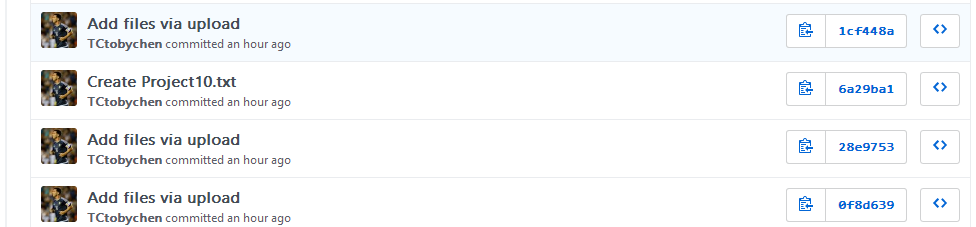 Add files via upload
TCtobychen committed an hour ago
1cf448a
Create Project10.txt
TCtobychen committed an hour ago
6a29ba1
Add files via upload
TCtobychen committed an hour ago
28e9753
Add files via upload
TCtobychen committed an hour ago
0f8d639